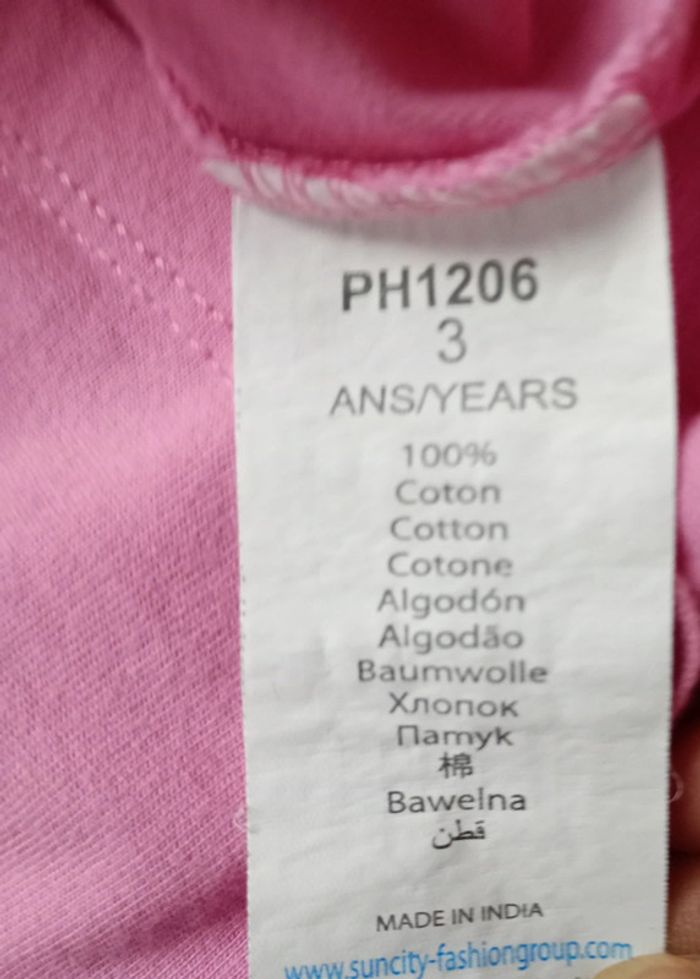 PH1206
3
ANS/YEARS
100%
Coton
Cotton
Cotone
Algodón
Algodão
Baumwolle
Хлопок
Памук
棉
Bawelna
قطن
MADE IN INDIA
www.suncity-fashiongroup.com